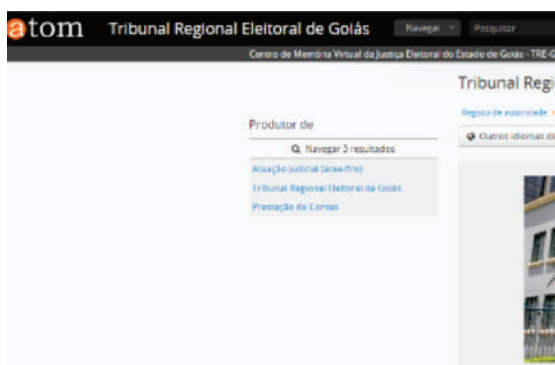 atom Tribunal Regional Eleitoral de Goiás Navegar Pesquisar
Centro de Memória Virtual da Justiça Eleitoral do Estado de Goiás - TRE-G
Tribunal Regi
Registo de autoridade
Outros idiomas di
Produtor de
Navegar 3 resultados
Atuação Judicial (área-fim)
Tribunal Regional Eleitoral de Goiás
Prestação de Contas